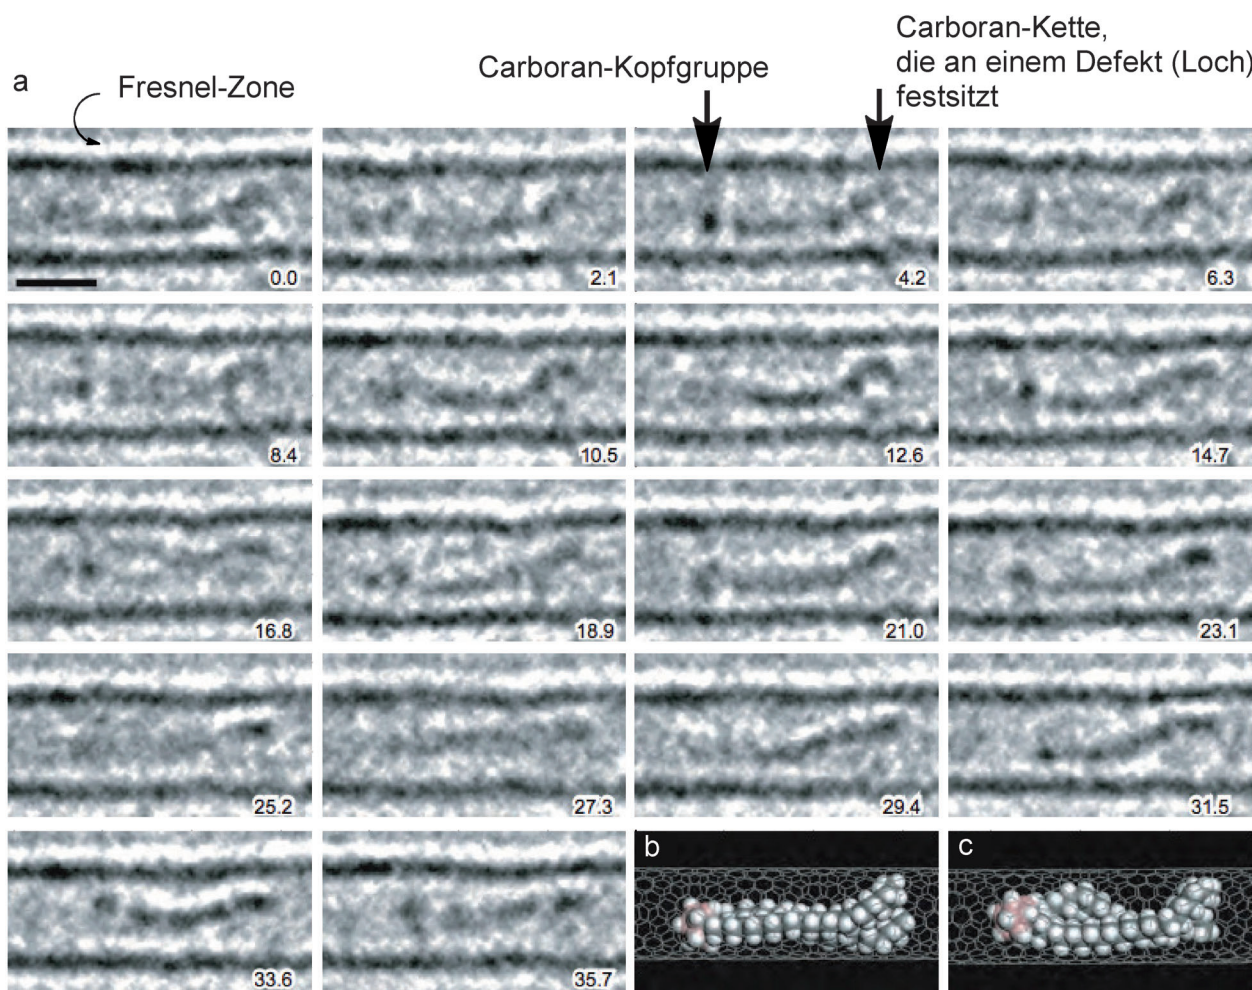 Carboran-Kette,
die an einem Defekt (Loch)
festsitzt
Carboran-Kopfgruppe
a
Fresnel-Zone
0.0
2.1
4.2
6.3
8.4
10.5
12.6
14.7
16.8
18.9
21.0
23.1
25.2
27.3
29.4
31.5
b
c
33.6
35.7